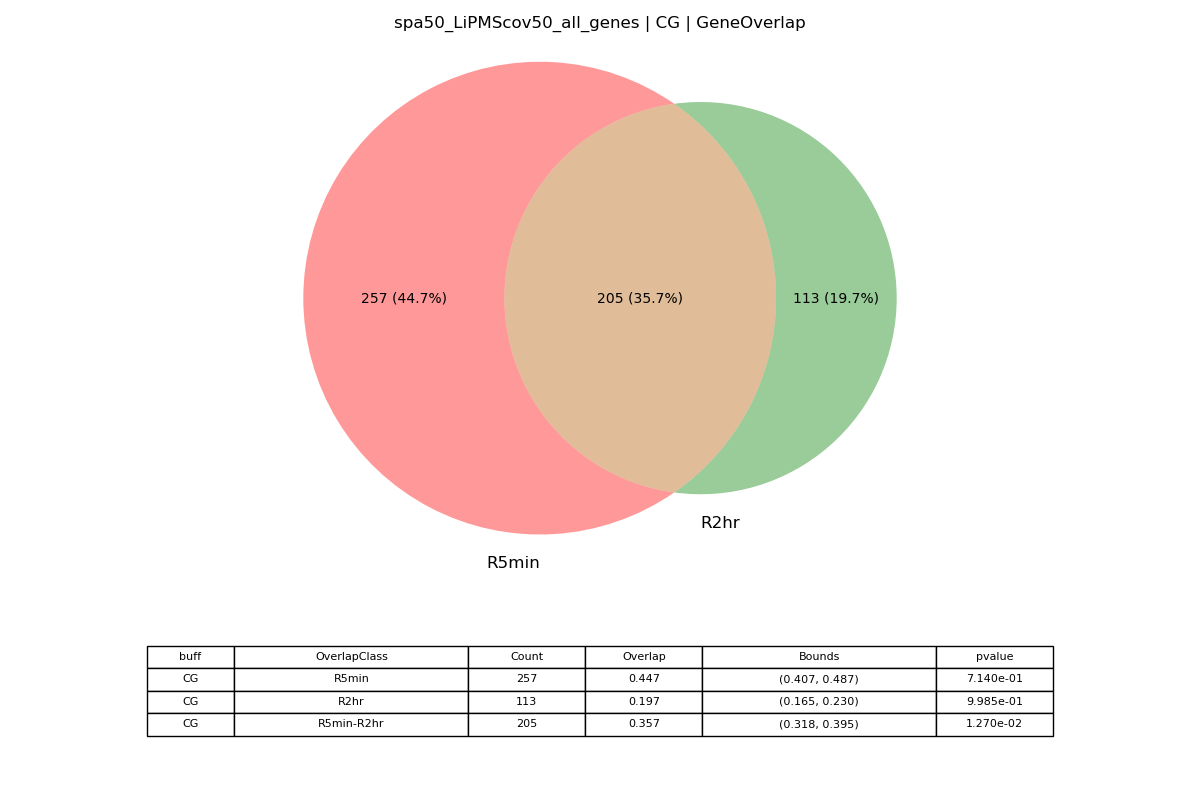 spa50_LiPMScov50_all_genes | CG | GeneOverlap
257 (44.7%) 205 (35.7%) 113 (19.7%)
R2hr
R5min
buff OverlapClass Count Overlap Bounds pvalue
CG R5min 257 0.447 (0.407, 0.487) 7.140e-01
CG R2hr 113 0.197 (0.165, 0.230) 9.985e-01
CG R5min-R2hr 205 0.357 (0.318, 0.395) 1.270e-02